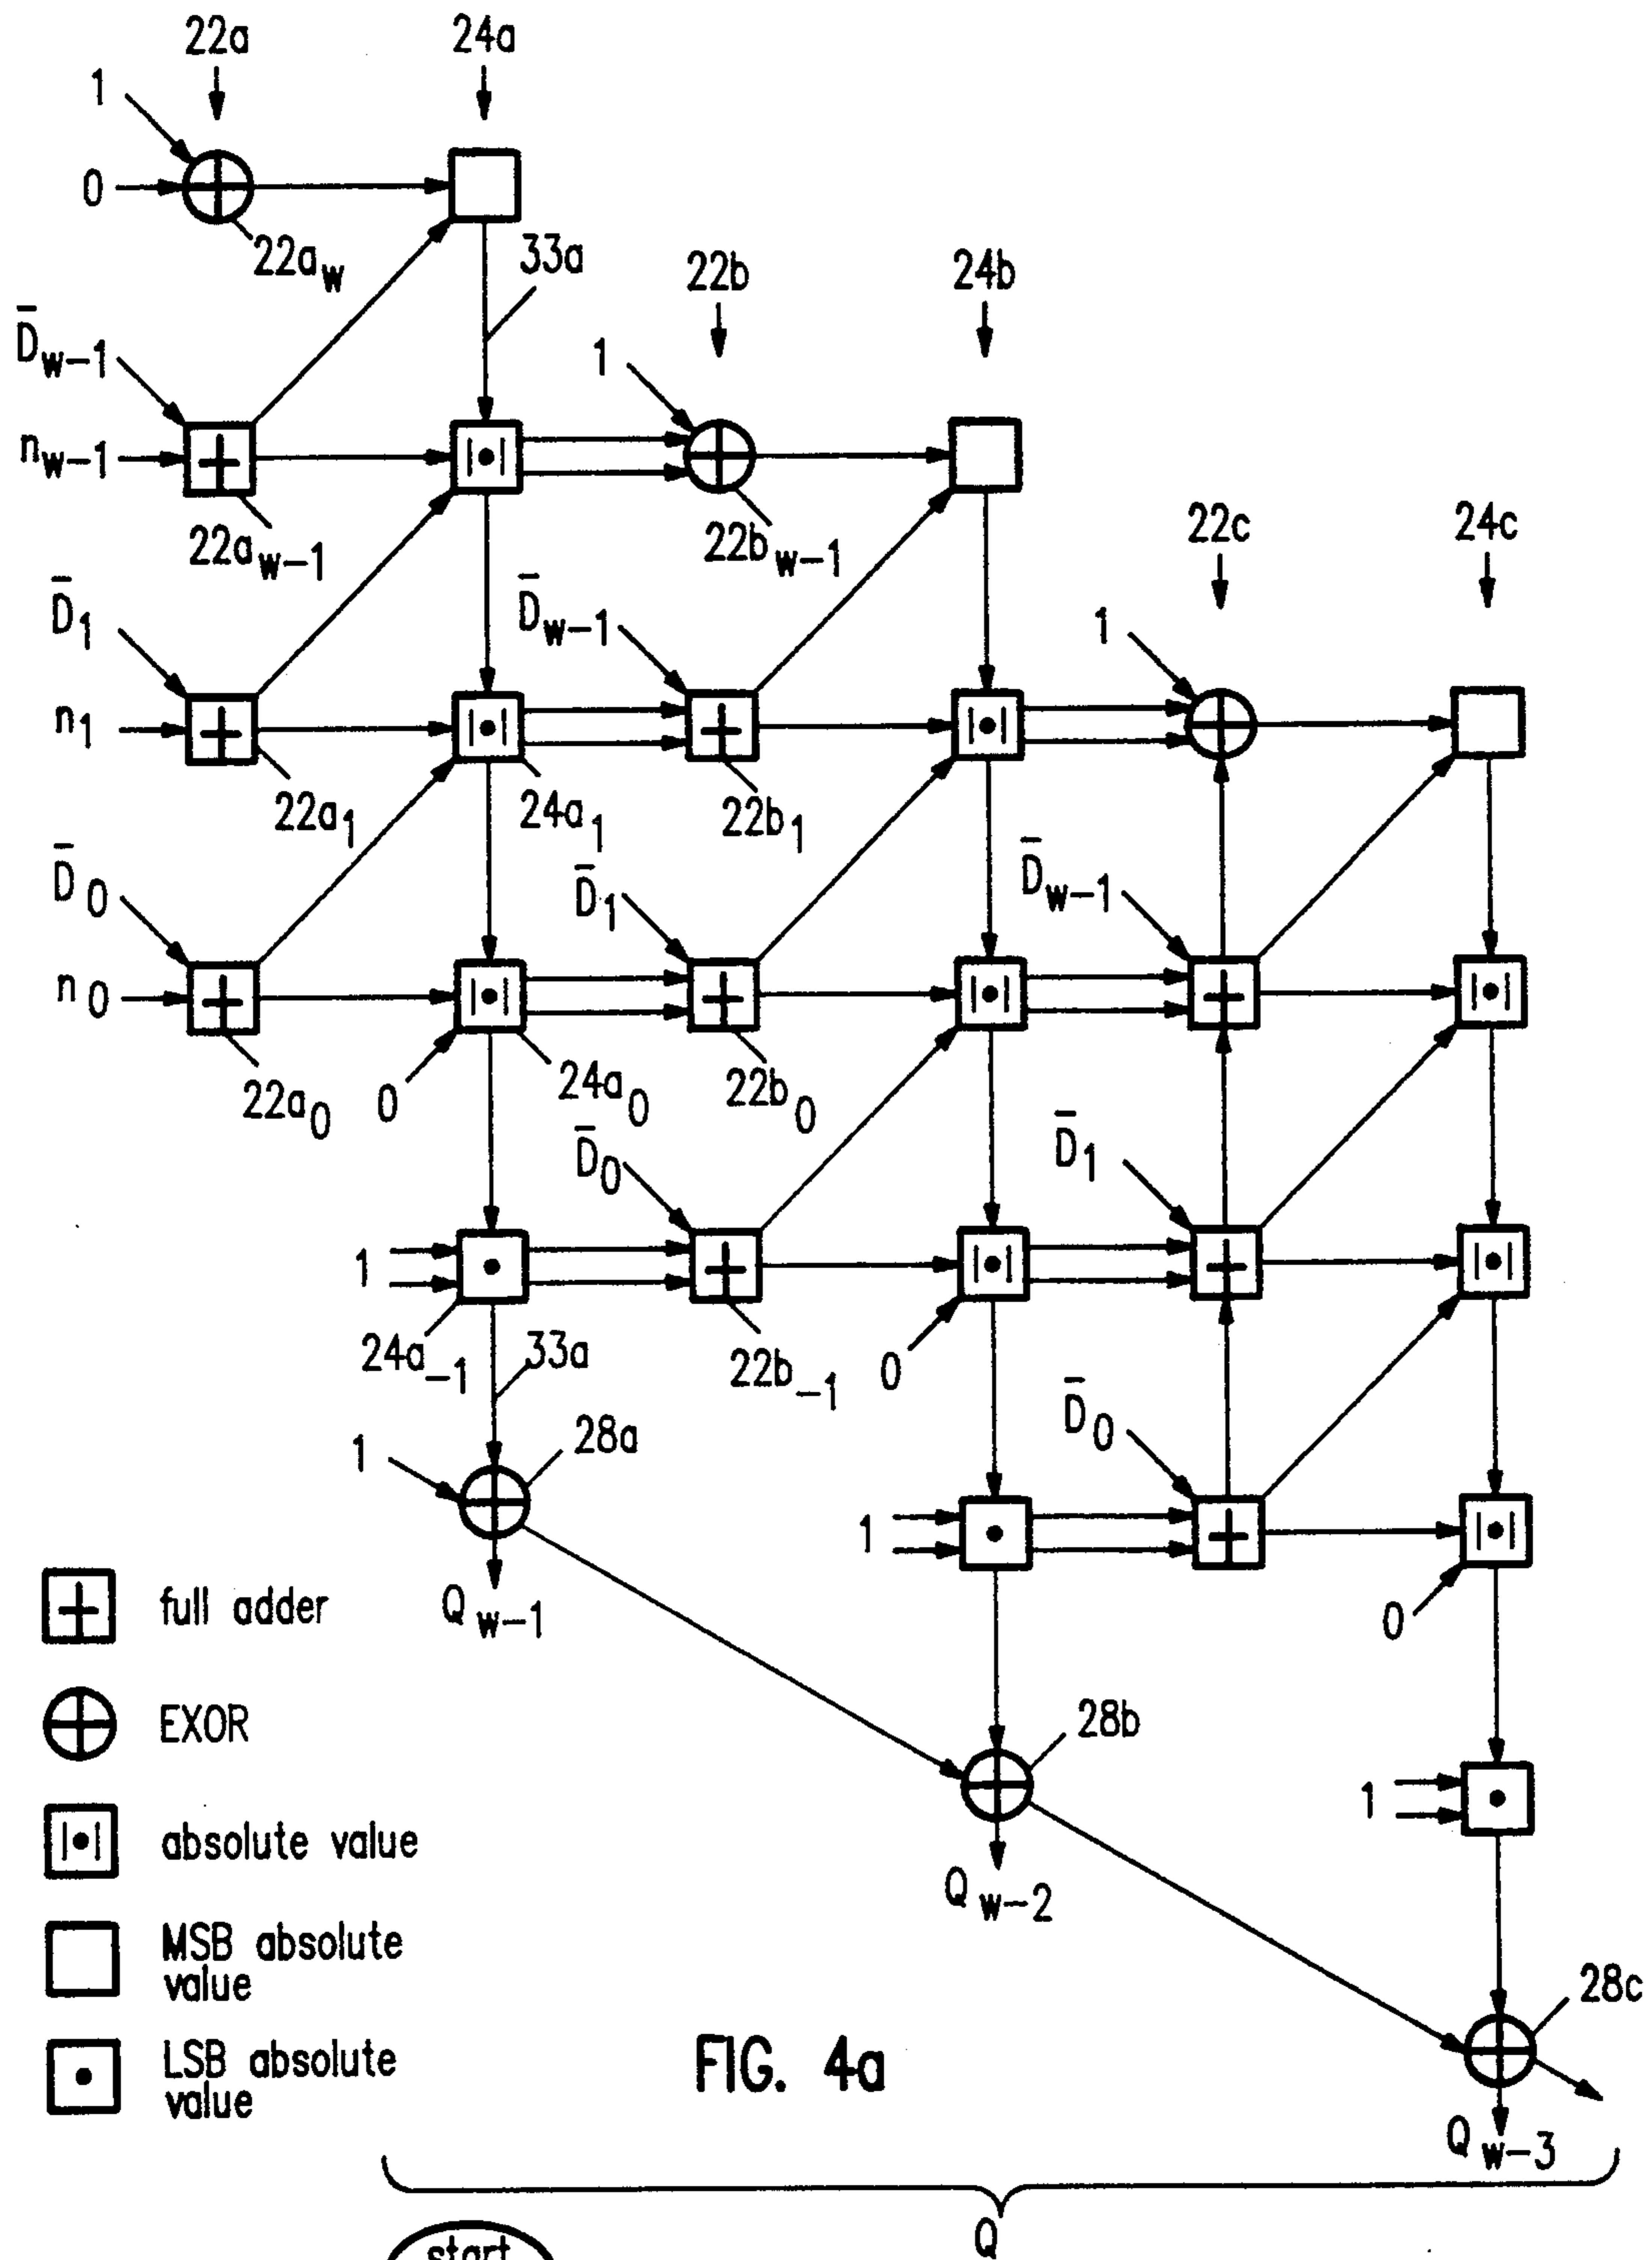 22a 24a
1
0
22a_w 33a
22b 24b
D̄_w-1
n_w-1
1
22a_w-1 22b_w-1
22c 24c
D̄_1
n_1
D̄_w-1
1
22a_1 24a_1 22b_1
D̄_0
n_0
D̄_1
D̄_w-1
22a_0 0 24a_0 22b_0
D̄_0
D̄_1
1
24a_-1 33a 22b_-1 0
D̄_0
1 28a
Q_w-1
1
0
full adder
EXOR
28b
1
absolute value
Q_w-2
MSB absolute
value
28c
LSB absolute
value
FIG. 4a
Q_w-3
Q
start